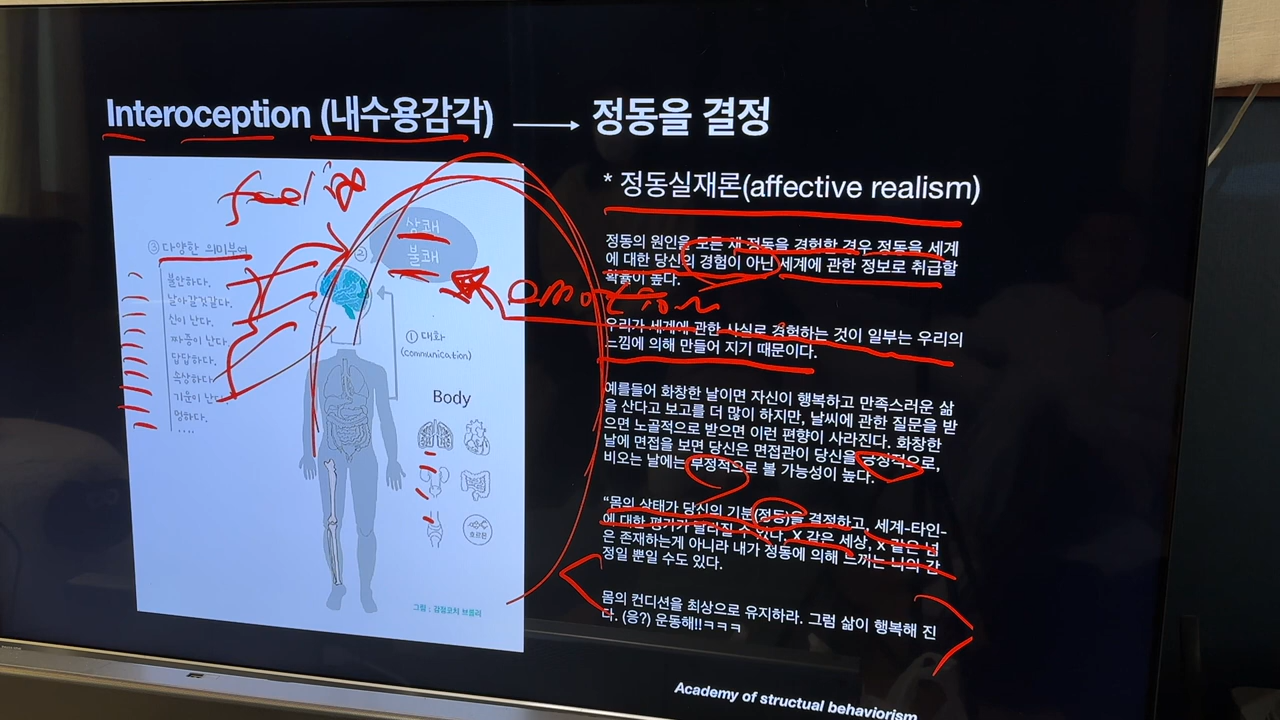 Interoception (내수용감각) → 정동을 결정
feeling
상쾌
불쾌
②
③ 다양한 의미부여
불안하다.
날아갈것같다.
신이 난다.
짜증이 난다.
답답하다.
속상하다.
기운이 난다.
멍하다.
....
emotion
① 대화
(communication)
Body
호르몬
그림 : 감정코치 브룰리
* 정동실재론(affective realism)
정동의 원인을 모른 채 정동을 경험할 경우 정동을 세계
에 대한 당신의 경험이 아닌 세계에 관한 정보로 취급할
확률이 높다.
우리가 세계에 관한 사실로 경험하는 것이 일부는 우리의
느낌에 의해 만들어 지기 때문이다.
예를들어 화창한 날이면 자신이 행복하고 만족스러운 삶
을 산다고 보고를 더 많이 하지만, 날씨에 관한 질문을 받
으면 노골적으로 받으면 이런 편향이 사라진다. 화창한
날에 면접을 보면 당신은 면접관이 당신을 긍정적으로,
비오는 날에는 부정적으로 볼 가능성이 높다.
“몸의 상태가 당신의 기분(정동)을 결정하고, 세계-타인-
에 대한 평가가 달라질 수 있다, x 같은 세상, x 같은 넘
은 존재하는게 아니라 내가 정동에 의해 느끼는 나의 감
정일 뿐일 수도 있다.
몸의 컨디션을 최상으로 유지하라. 그럼 삶이 행복해 진
다. (응?) 운동해!!ㅋㅋㅋ
Academy of structual behaviorism